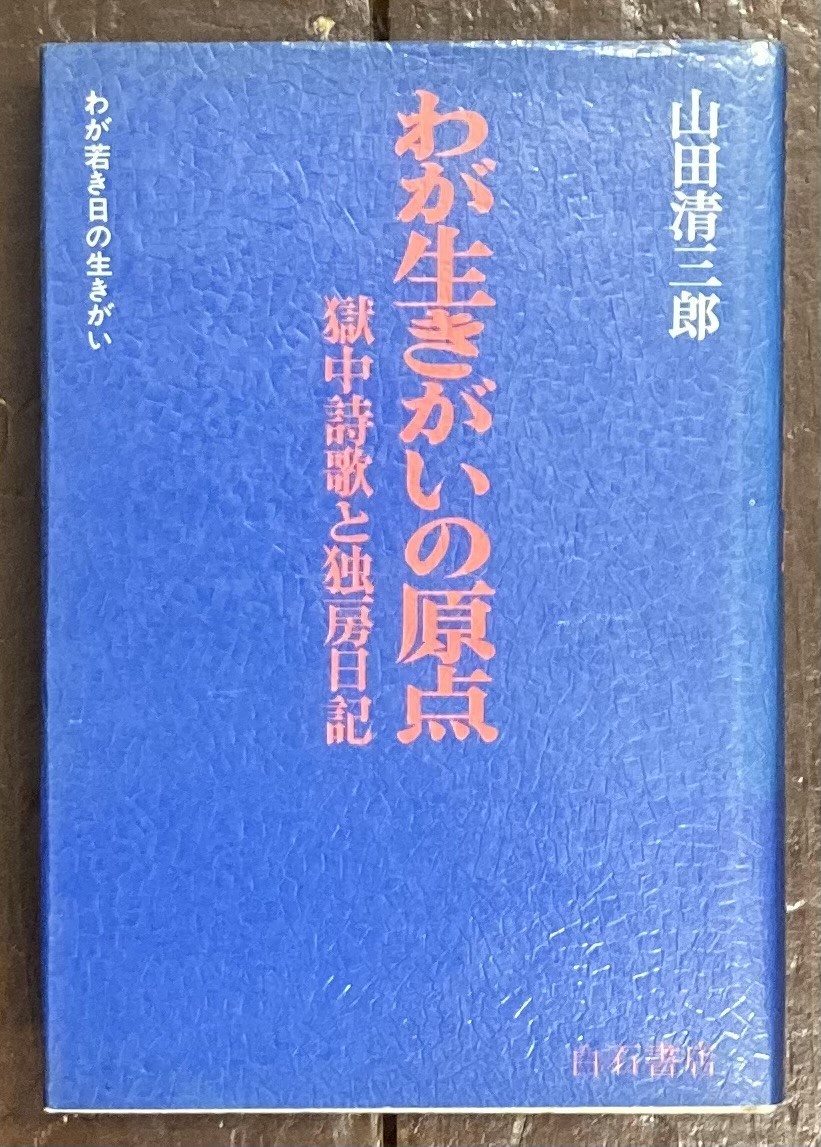 山田清三郎
わが生きがいの原点
獄中詩歌と独房日記
わが若き日の生きがい
白石書店